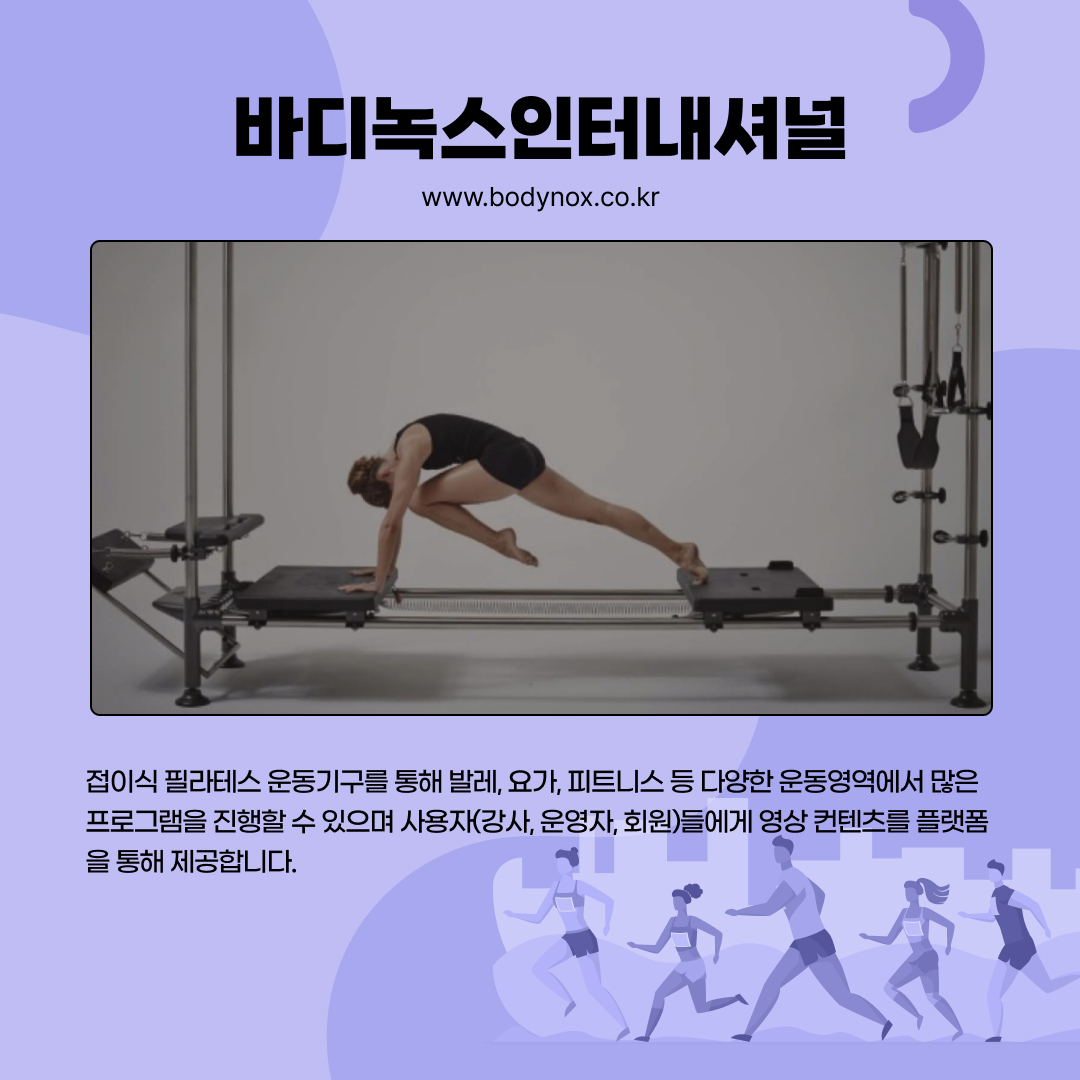 바디녹스인터내셔널
www.bodynox.co.kr
접이식 필라테스 운동기구를 통해 발레, 요가, 피트니스 등 다양한 운동영역에서 많은
프로그램을 진행할 수 있으며 사용자(강사, 운영자, 회원)들에게 영상 컨텐츠를 플랫폼
을 통해 제공합니다.